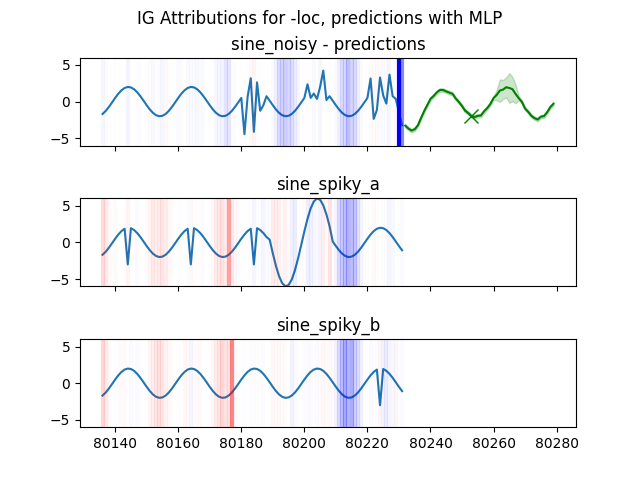 IG Attributions for -loc, predictions with MLP
sine_noisy - predictions
5
0
−5
sine_spiky_a
5
0
−5
sine_spiky_b
5
0
−5
80140 80160 80180 80200 80220 80240 80260 80280